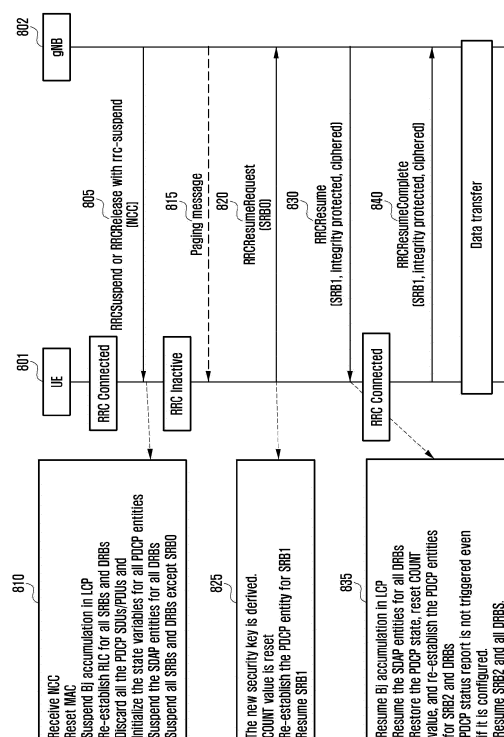 801
UE
802
gNB
RRC Connected
805
RRCSuspend or RRCRelease with rrc-suspend
(NCC)
810
Receive NCC
Reset MAC
Suspend Bj accumulation in LCP
Re-establish RLC for all SRBs and DRBs
Discard all the PDCP SDUs/PDUs and
initialize the state variables for all PDCP entities
Suspend the SDAP entities for all DRBs
Suspend all SRBs and DRBs except SRB0
RRC Inactive
815
Paging message
820
RRCResumeRequest
(SRB0)
825
The new security key is derived.
COUNT value is reset
Re-establish the PDCP entity for SRB1
Resume SRB1
830
RRCResume
(SRB1, integrity protected, ciphered)
RRC Connected
835
Resume Bj accumulation in LCP
Resume the SDAP entities for all DRBs
Restore the PDCP state, reset COUNT
value, and re-establish the PDCP entities
for SRB2 and DRBs
PDCP status report is not triggered even
if it is configured.
Resume SRB2 and all DRBS.
840
RRCResumeComplete
(SRB1, integrity protected, ciphered)
Data transfer